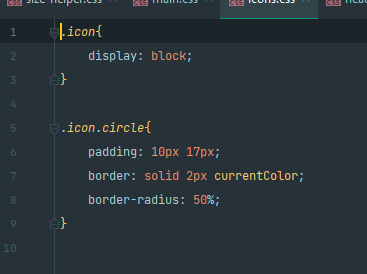 size-helper.css main.css icons.css
1 .icon{
2 display: block;
3 }
4
5 .icon.circle{
6 padding: 10px 17px;
7 border: solid 2px currentColor;
8 border-radius: 50%;
9 }
10